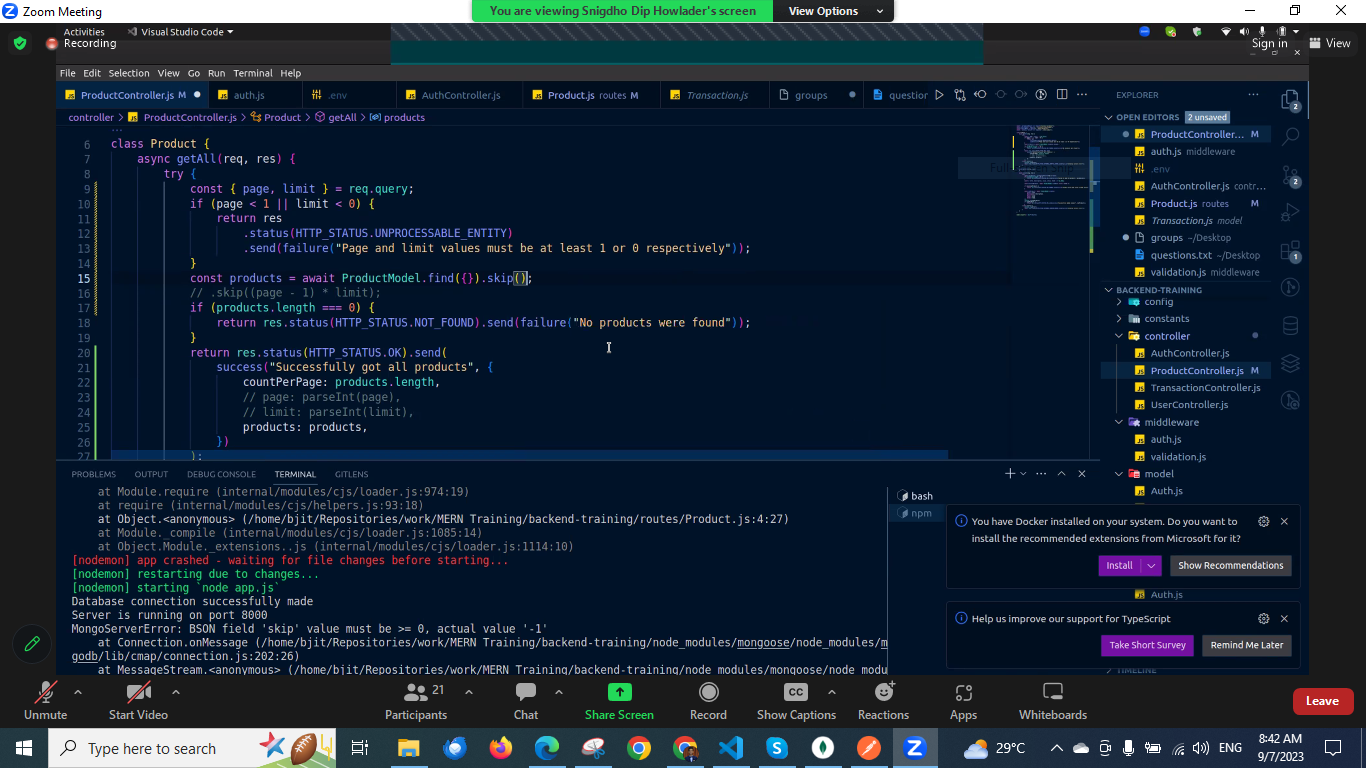 Zoom Meeting
You are viewing Snigdho Dip Howlader's screen
View Options
Activities
Visual Studio Code
Recording
Sign in
View
File Edit Selection View Go Run Terminal Help
ProductController.js M
auth.js
.env
AuthController.js
Product.js routes M
Transaction.js
groups
question
EXPLORER
controller > ProductController.js > Product > getAll > products
OPEN EDITORS 2 unsaved
ProductController... M
auth.js middleware
.env
AuthController.js contr...
Product.js routes M
Transaction.js model
groups ~/Desktop
questions.txt ~/Desktop
validation.js middleware
BACKEND-TRAINING
config
constants
controller
AuthController.js
ProductController.js M
TransactionController.js
UserController.js
middleware
auth.js
validation.js
model
Auth.js
Auth.js
TIMELINE
2
2
1
6 class Product {
7 async getAll(req, res) {
8 try {
9 const { page, limit } = req.query;
10 if (page < 1 || limit < 0) {
11 return res
12 .status(HTTP_STATUS.UNPROCESSABLE_ENTITY)
13 .send(failure("Page and limit values must be at least 1 or 0 respectively"));
14 }
15 const products = await ProductModel.find({}).skip();
16 // .skip((page - 1) * limit);
17 if (products.length === 0) {
18 return res.status(HTTP_STATUS.NOT_FOUND).send(failure("No products were found"));
19 }
20 return res.status(HTTP_STATUS.OK).send(
21 success("Successfully got all products", {
22 countPerPage: products.length,
23 // page: parseInt(page),
24 // limit: parseInt(limit),
25 products: products,
26 })
27 );
PROBLEMS OUTPUT DEBUG CONSOLE TERMINAL GITLENS
bash
npm
at Module.require (internal/modules/cjs/loader.js:974:19)
at require (internal/modules/cjs/helpers.js:93:18)
at Object.<anonymous> (/home/bjit/Repositories/work/MERN Training/backend-training/routes/Product.js:4:27)
at Module._compile (internal/modules/cjs/loader.js:1085:14)
at Object.Module._extensions..js (internal/modules/cjs/loader.js:1114:10)
[nodemon] app crashed - waiting for file changes before starting...
[nodemon] restarting due to changes...
[nodemon] starting `node app.js`
Database connection successfully made
Server is running on port 8000
MongoServerError: BSON field 'skip' value must be >= 0, actual value '-1'
at Connection.onMessage (/home/bjit/Repositories/work/MERN Training/backend-training/node_modules/mongoose/node_modules/m
godb/lib/cmap/connection.js:202:26)
at MessageStream.<anonymous> (/home/bjit/Repositories/work/MERN Training/backend-training/node_modules/mongoose/node_modu
You have Docker installed on your system. Do you want to
install the recommended extensions from Microsoft for it?
Install
Show Recommendations
Help us improve our support for TypeScript
Take Short Survey
Remind Me Later
Unmute
Start Video
Participants
21
Chat
Share Screen
Record
CC
Show Captions
Reactions
Apps
Whiteboards
Leave
Type here to search
29°C
ENG
8:42 AM
9/7/2023